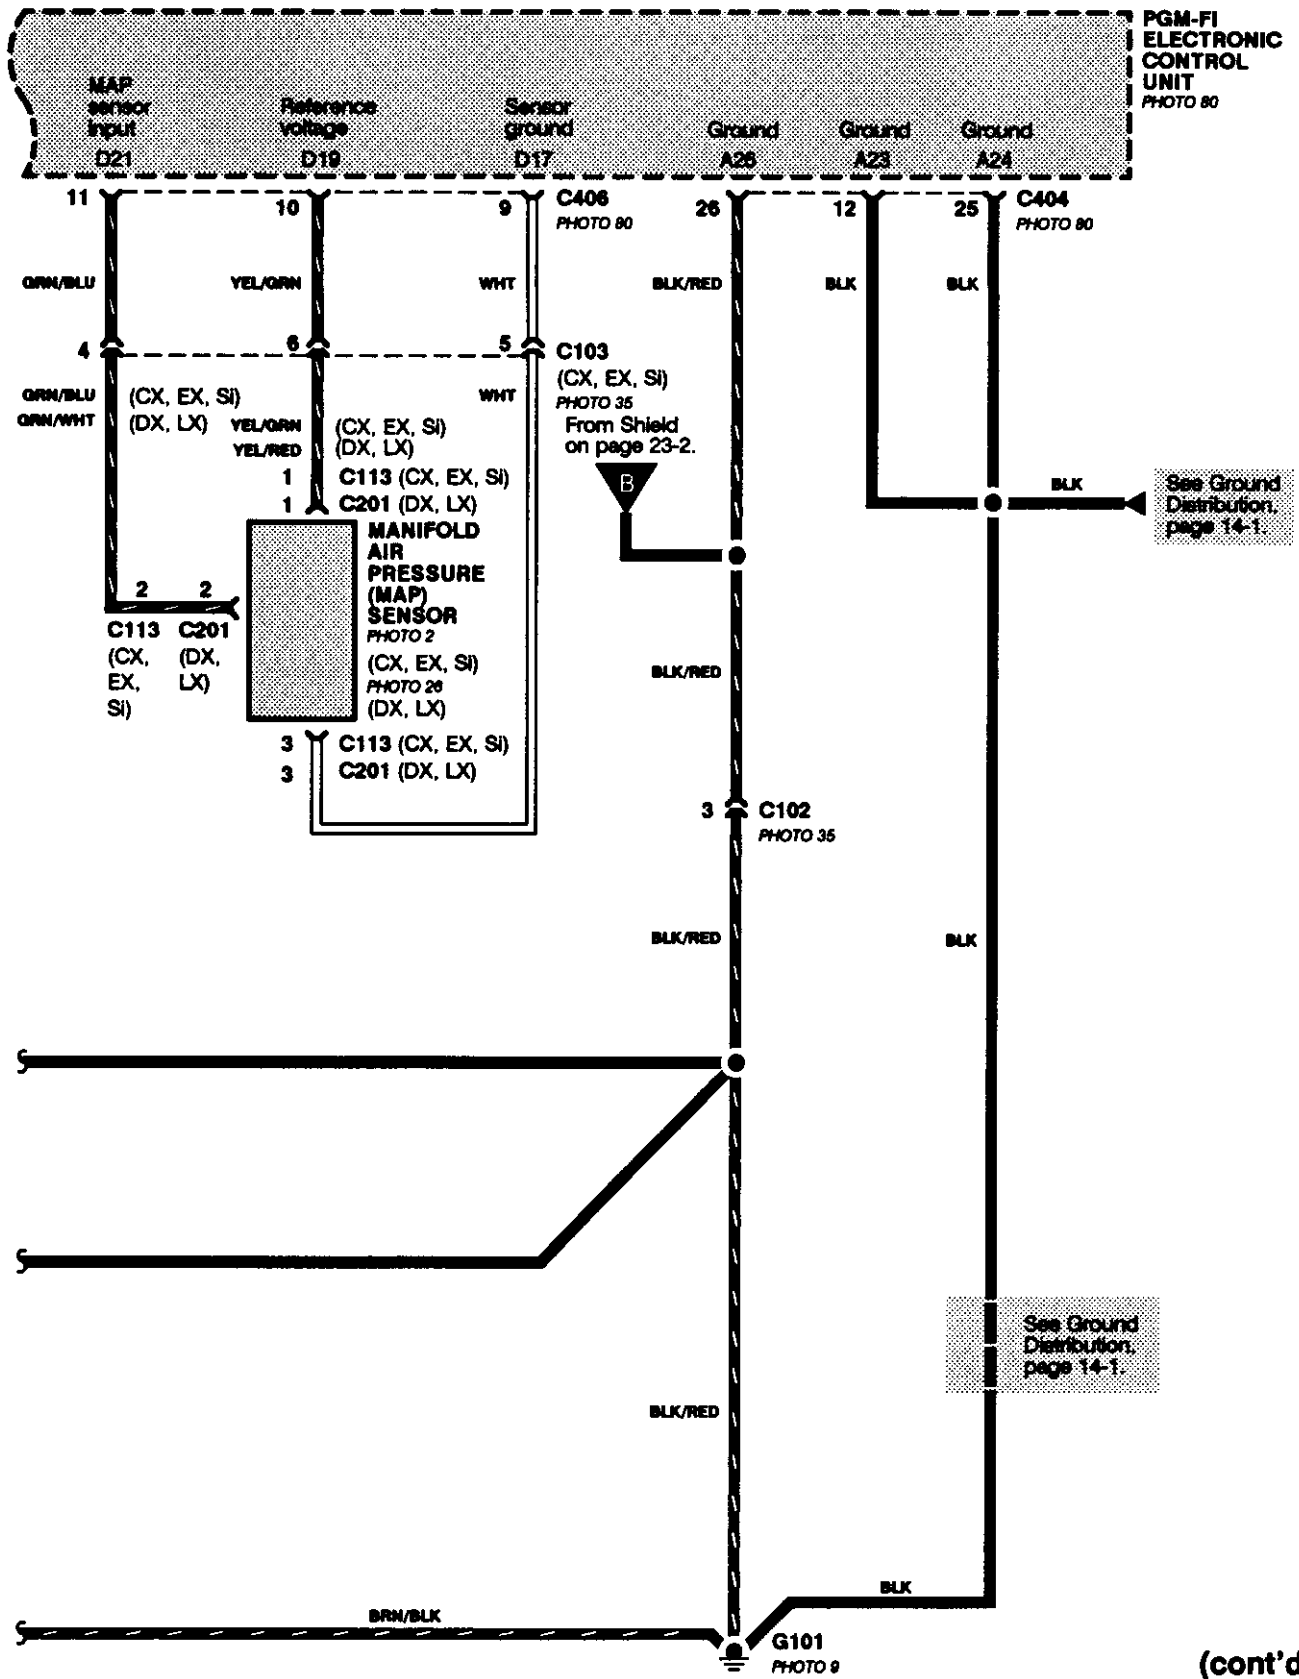 PGM-FI
ELECTRONIC
CONTROL
UNIT
PHOTO 80
MAP
sensor
input
D21
Reference
voltage
D19
Sensor
ground
D17
Ground
A26
Ground
A23
Ground
A24
11
10
9
C406
PHOTO 80
26
12
25
C404
PHOTO 80
GRN/BLU
YEL/GRN
WHT
BLK/RED
BLK
BLK
4
6
5
C103
(CX, EX, Si)
PHOTO 35
GRN/BLU
GRN/WHT
(CX, EX, Si)
(DX, LX)
YEL/GRN
YEL/RED
(CX, EX, Si)
(DX, LX)
WHT
From Shield
on page 23-2.
B
1 C113 (CX, EX, Si)
1 C201 (DX, LX)
BLK
See Ground
Distribution,
page 14-1.
MANIFOLD
AIR
PRESSURE
(MAP)
SENSOR
PHOTO 2
(CX, EX, Si)
PHOTO 26
(DX, LX)
2
2
C113
(CX,
EX,
Si)
C201
(DX,
LX)
BLK/RED
3 C113 (CX, EX, Si)
3 C201 (DX, LX)
3 C102
PHOTO 35
BLK/RED
BLK
See Ground
Distribution,
page 14-1.
BLK/RED
BLK
BRN/BLK
G101
PHOTO 9
(cont'd